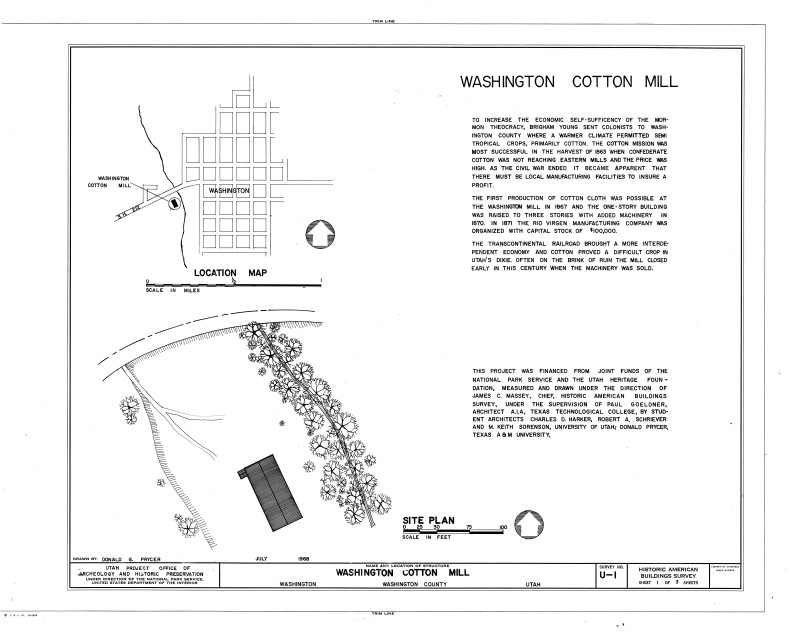 TRIM LINE
WASHINGTON COTTON MILL
TO INCREASE THE ECONOMIC SELF-SUFFICENCY OF THE MOR-
MON THEOCRACY, BRIGHAM YOUNG SENT COLONISTS TO WASH-
INGTON COUNTY WHERE A WARMER CLIMATE PERMITTED SEMI
TROPICAL CROPS, PRIMARILY COTTON. THE COTTON MISSION WAS
MOST SUCCESSFUL IN THE HARVEST OF 1863 WHEN CONFEDERATE
COTTON WAS NOT REACHING EASTERN MILLS AND THE PRICE WAS
HIGH. AS THE CIVIL WAR ENDED IT BECAME APPARENT THAT
THERE MUST BE LOCAL MANUFACTURING FACILITIES TO INSURE A
PROFIT.
THE FIRST PRODUCTION OF COTTON CLOTH WAS POSSIBLE AT
THE WASHINGTON MILL IN 1867 AND THE ONE-STORY BUILDING
WAS RAISED TO THREE STORIES WITH ADDED MACHINERY IN
1870. IN 1871 THE RIO VIRGEN MANUFACTURING COMPANY WAS
ORGANIZED WITH CAPITAL STOCK OF $100,000.
THE TRANSCONTINENTAL RAILROAD BROUGHT A MORE INTERDE-
PENDENT ECONOMY AND COTTON PROVED A DIFFICULT CROP IN
UTAH'S DIXIE. OFTEN ON THE BRINK OF RUIN THE MILL CLOSED
EARLY IN THIS CENTURY WHEN THE MACHINERY WAS SOLD.
WASHINGTON
COTTON MILL
WASHINGTON
LOCATION MAP
0 1/2 1
SCALE IN MILES
THIS PROJECT WAS FINANCED FROM JOINT FUNDS OF THE
NATIONAL PARK SERVICE AND THE UTAH HERITAGE FOUN-
DATION, MEASURED AND DRAWN UNDER THE DIRECTION OF
JAMES C. MASSEY, CHIEF, HISTORIC AMERICAN BUILDINGS
SURVEY, UNDER THE SUPERVISION OF PAUL GOELDNER,
ARCHITECT A.I.A, TEXAS TECHNOLOGICAL COLLEGE, BY STUD-
ENT ARCHITECTS CHARLES D. HARKER, ROBERT A. SCHRIEVER
AND M. KEITH SORENSON, UNIVERSITY OF UTAH; DONALD PRYCER,
TEXAS A & M UNIVERSITY,
SITE PLAN
0 25 50 75 100
SCALE IN FEET
DRAWN BY: DONALD G. PRYCER JULY 1968
UTAH PROJECT OFFICE OF
ARCHEOLOGY AND HISTORIC PRESERVATION
UNDER DIRECTION OF THE NATIONAL PARK SERVICE,
UNITED STATES DEPARTMENT OF THE INTERIOR
NAME AND LOCATION OF STRUCTURE
WASHINGTON COTTON MILL
WASHINGTON WASHINGTON COUNTY UTAH
SURVEY NO.
U-1
HISTORIC AMERICAN
BUILDINGS SURVEY
SHEET 1 OF 3 SHEETS
TRIM LINE